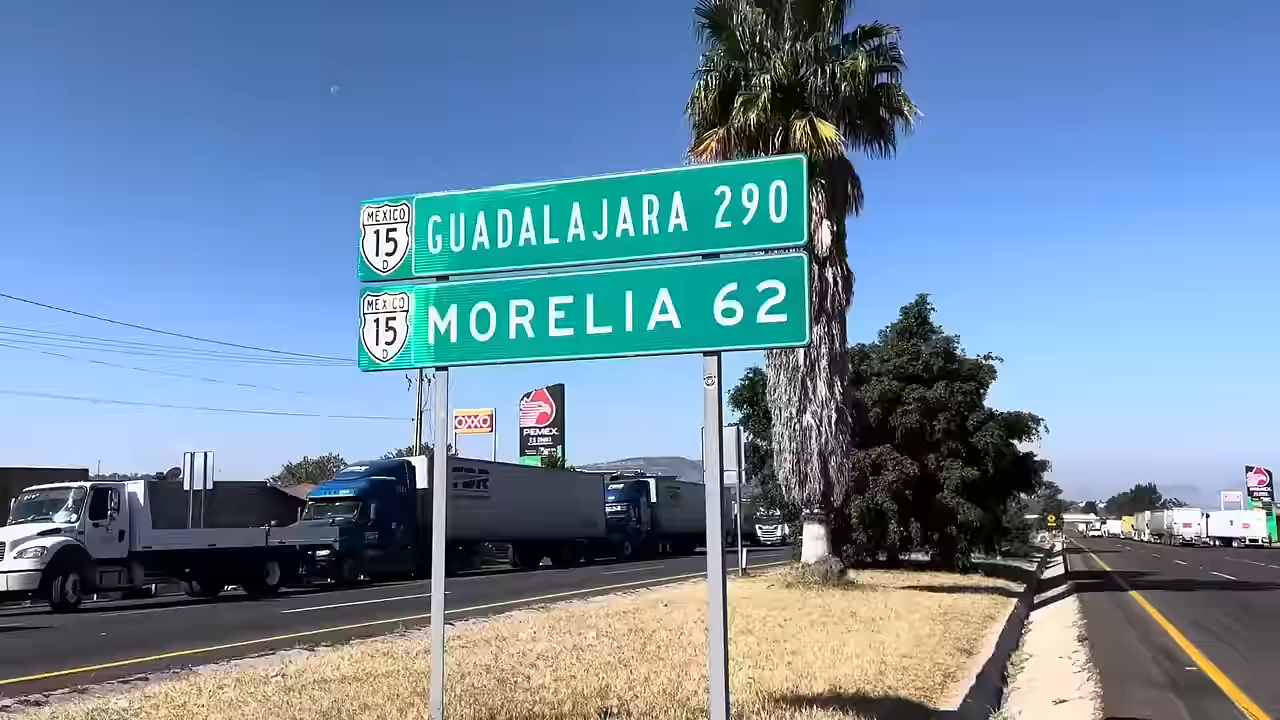 MEXICO
15
D
GUADALAJARA 290
MEXICO
15
D
MORELIA 62
OXXO
PEMEX